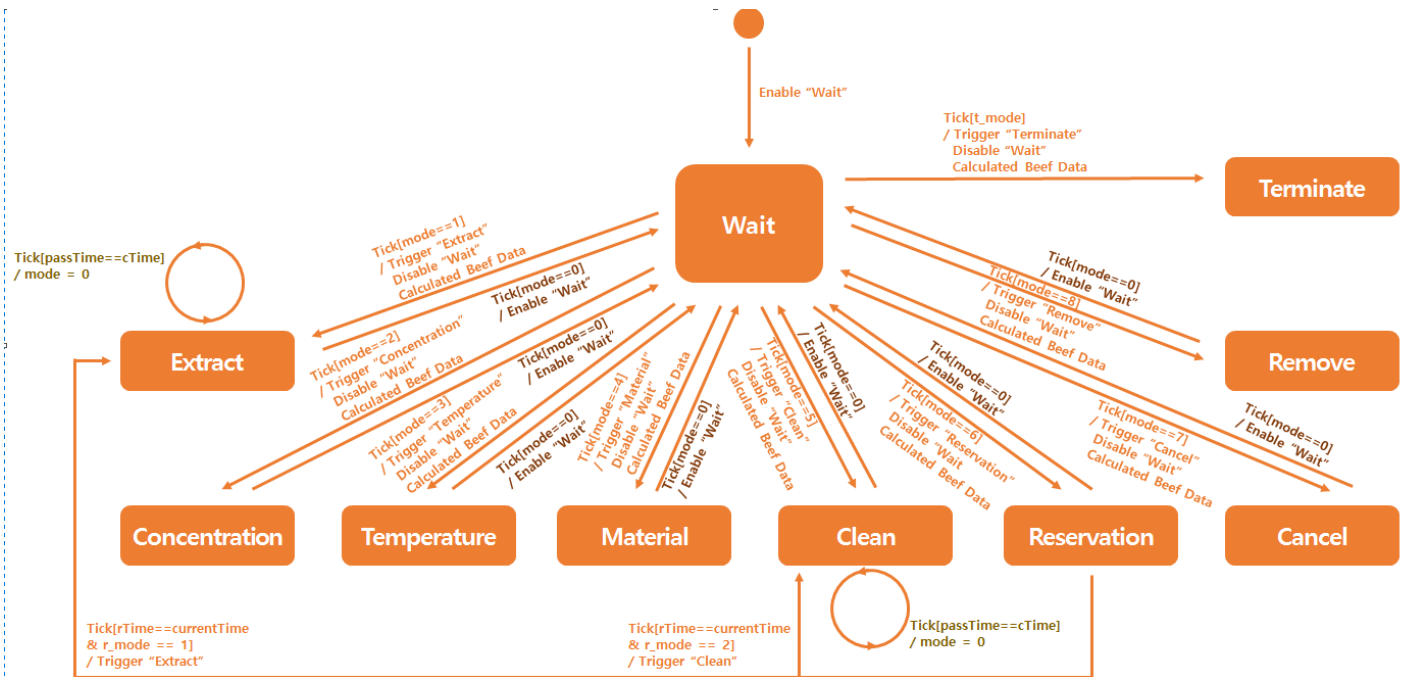 Enable “Wait”
Tick[t_mode]
/ Trigger “Terminate”
Disable “Wait”
Calculated Beef Data
Terminate
Wait
Tick[mode==1]
/ Trigger “Extract”
Disable “Wait”
Calculated Beef Data
Tick[passTime==cTime]
/ mode = 0
Tick[mode==0]
/ Enable “Wait”
Extract
Tick[mode==2]
/ Trigger “Concentration”
Disable “Wait”
Calculated Beef Data
Tick[mode==0]
/ Enable “Wait”
Tick[mode==3]
/ Trigger “Temperature”
Disable “Wait”
Calculated Beef Data
Tick[mode==0]
/ Enable “Wait”
Tick[mode==4]
/ Trigger “Material”
Disable “Wait”
Calculated Beef Data
Tick[mode==0]
/ Enable “Wait”
Tick[mode==5]
/ Trigger “Clean”
Disable “Wait”
Calculated Beef Data
Tick[mode==0]
/ Enable “Wait”
Tick[mode==6]
/ Trigger “Reservation”
Disable “Wait
Calculated Beef Data
Tick[mode==0]
/ Enable “Wait”
Tick[mode==7]
/ Trigger “Cancel”
Disable “Wait”
Calculated Beef Data
Tick[mode==0]
/ Enable “Wait”
Tick[mode==8]
/ Trigger “Remove”
Disable “Wait”
Calculated Beef Data
Tick[mode==0]
/ Enable “Wait”
Remove
Concentration
Temperature
Material
Clean
Reservation
Cancel
Tick[rTime==currentTime
& r_mode == 1]
/ Trigger “Extract”
Tick[rTime==currentTime
& r_mode == 2]
/ Trigger “Clean”
Tick[passTime==cTime]
/ mode = 0